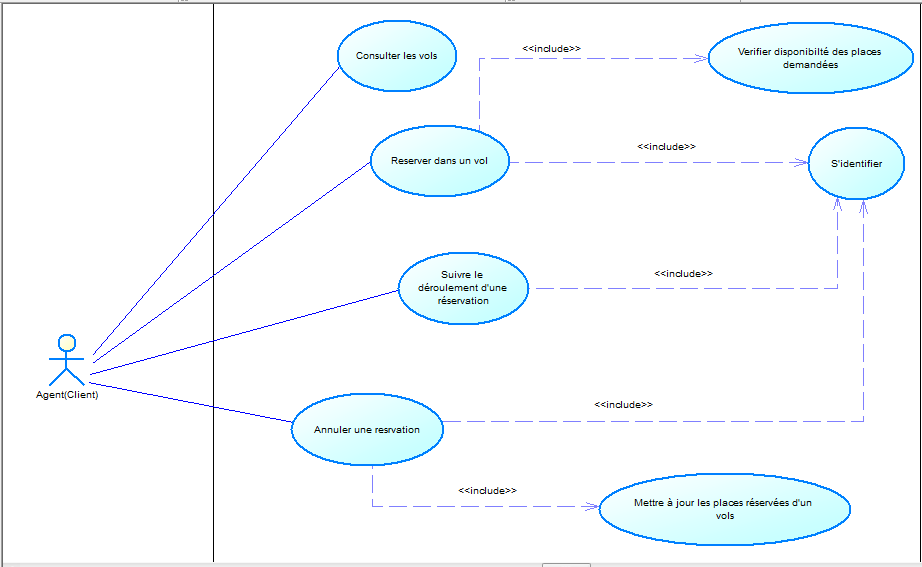 Consulter les vols
<<include>>
Verifier disponibilté des places
demandées
Reserver dans un vol
<<include>>
S'identifier
Suivre le
déroulement d'une
réservation
<<include>>
Agent(Client)
Annuler une resrvation
<<include>>
<<include>>
Mettre à jour les places réservées d'un
vols